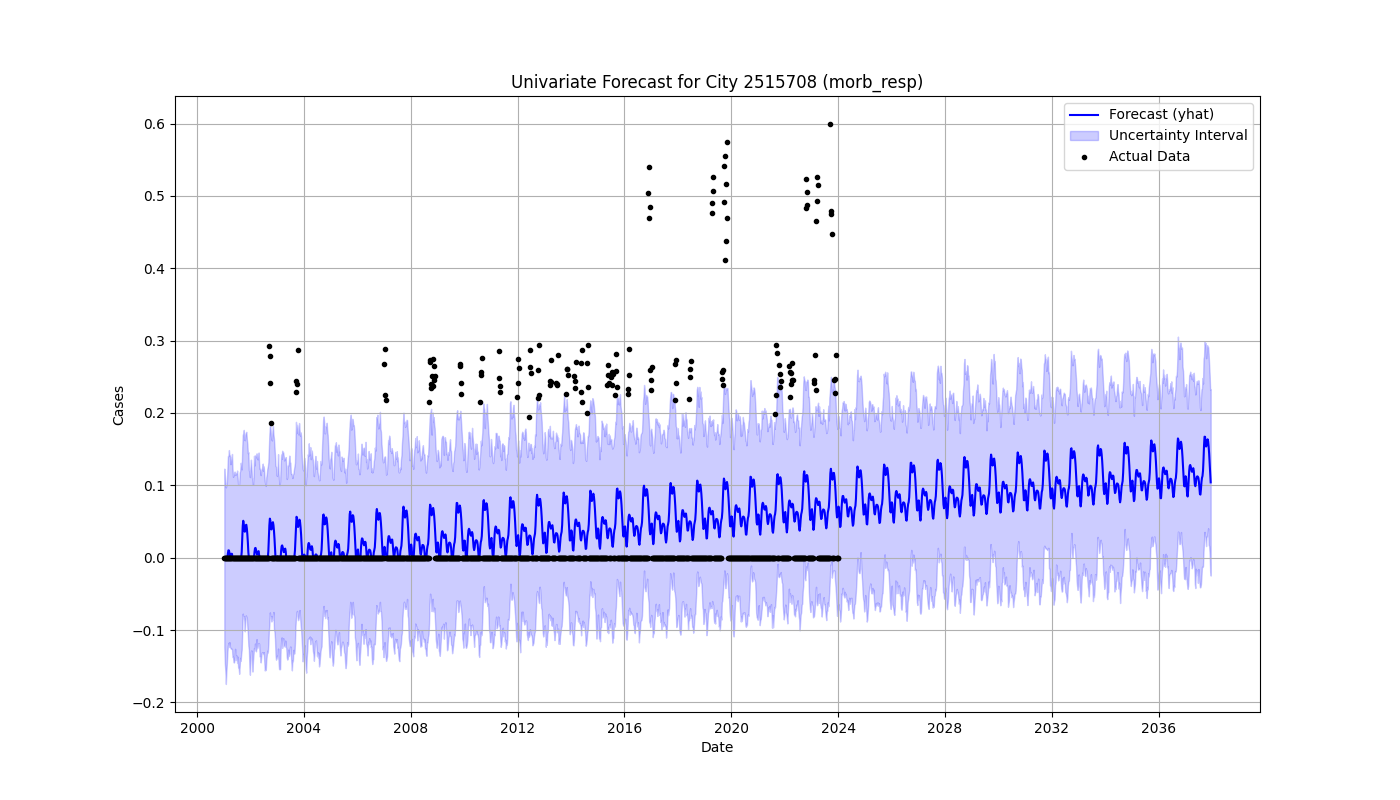 Univariate Forecast for City 2515708 (morb_resp)
Forecast (yhat)
Uncertainty Interval
Actual Data
Cases
0.6
0.5
0.4
0.3
0.2
0.1
0.0
−0.1
−0.2
2000 2004 2008 2012 2016 2020 2024 2028 2032 2036
Date